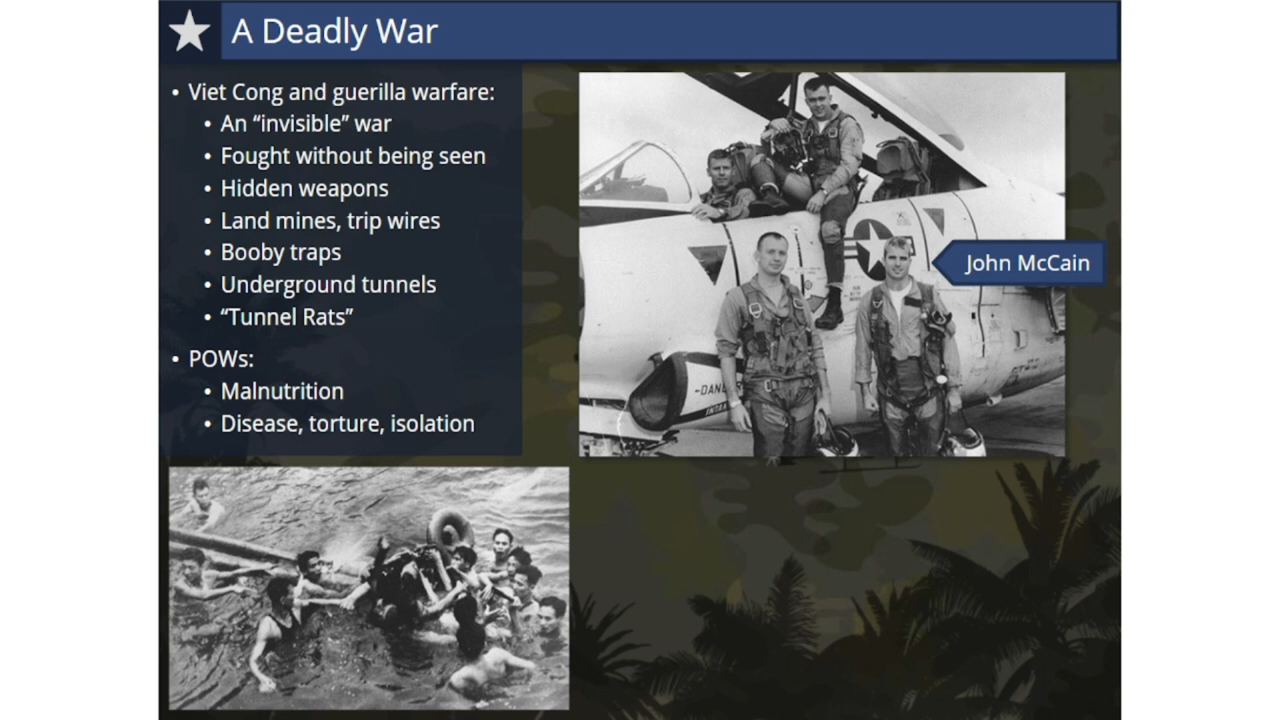 A Deadly War
• Viet Cong and guerilla warfare:
• An “invisible” war
• Fought without being seen
• Hidden weapons
• Land mines, trip wires
• Booby traps
• Underground tunnels
• “Tunnel Rats”
• POWs:
• Malnutrition
• Disease, torture, isolation
John McCain